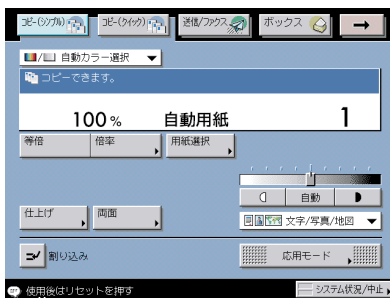 コピー(シンプル)
コピー(クイック)
送信/ファクス
ボックス
自動カラー選択
コピーできます。
100%
自動用紙
1
等倍
倍率
用紙選択
自動
仕上げ
両面
文字/写真/地図
割り込み
応用モード
使用後はリセットを押す
システム状況/中止